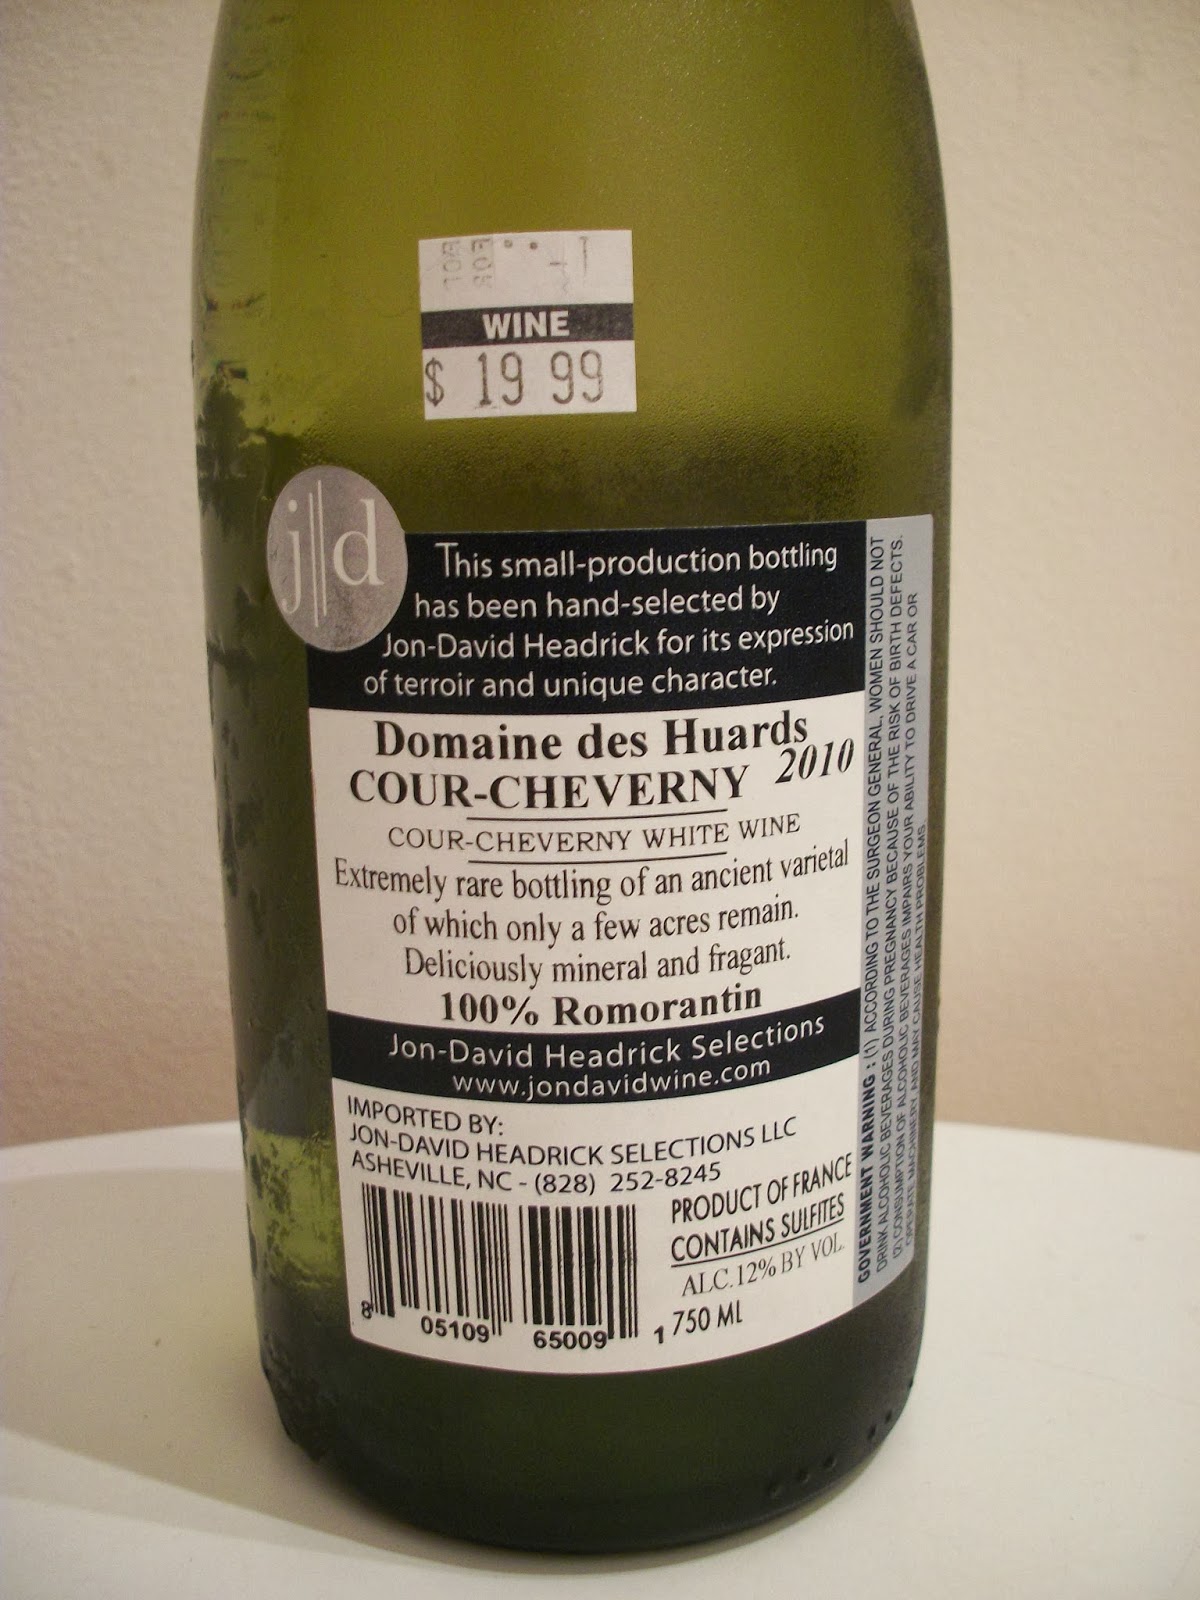 WINE
$ 19 99
j d
This small-production bottling
has been hand-selected by
Jon-David Headrick for its expression
of terroir and unique character.
Domaine des Huards
2010
COUR-CHEVERNY
COUR-CHEVERNY WHITE WINE
Extremely rare bottling of an ancient varietal
of which only a few acres remain.
Deliciously mineral and fragant.
100% Romorantin
Jon-David Headrick Selections
www.jondavidwine.com
IMPORTED BY:
JON-DAVID HEADRICK SELECTIONS LLC
ASHEVILLE, NC - (828) 252-8245
PRODUCT OF FRANCE
CONTAINS SULFITES
ALC.12% BY VOL.
750 ML
8 05109 65009 1
GOVERNMENT WARNING : (1) ACCORDING TO THE SURGEON GENERAL, WOMEN SHOULD NOT
DRINK ALCOHOLIC BEVERAGES DURING PREGNANCY BECAUSE OF THE RISK OF BIRTH DEFECTS.
(2) CONSUMPTION OF ALCOHOLIC BEVERAGES IMPAIRS YOUR ABILITY TO DRIVE A CAR OR
OPERATE MACHINERY, AND MAY CAUSE HEALTH PROBLEMS.